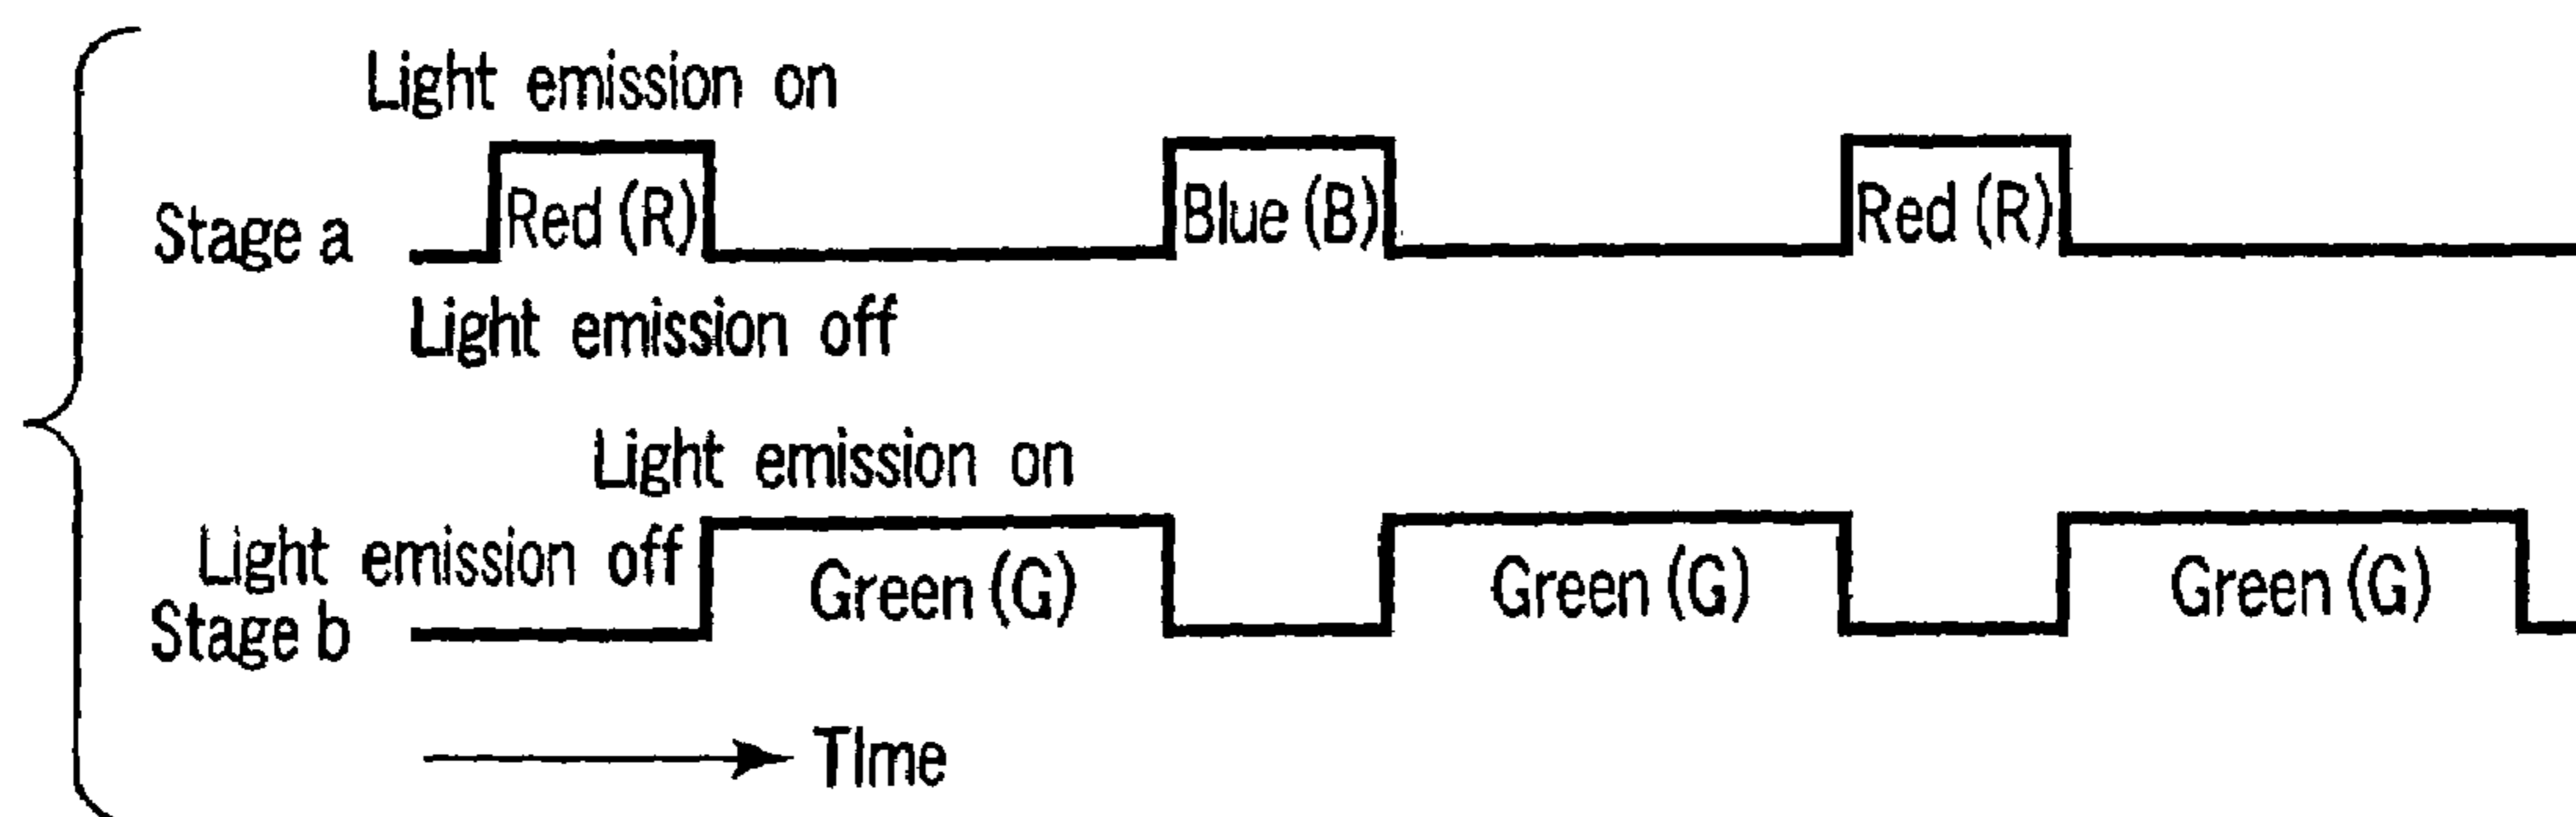 Light emission on
Stage a
Red (R)
Blue (B)
Red (R)
Light emission off
Light emission on
Light emission off
Stage b
Green (G)
Green (G)
Green (G)
TIme